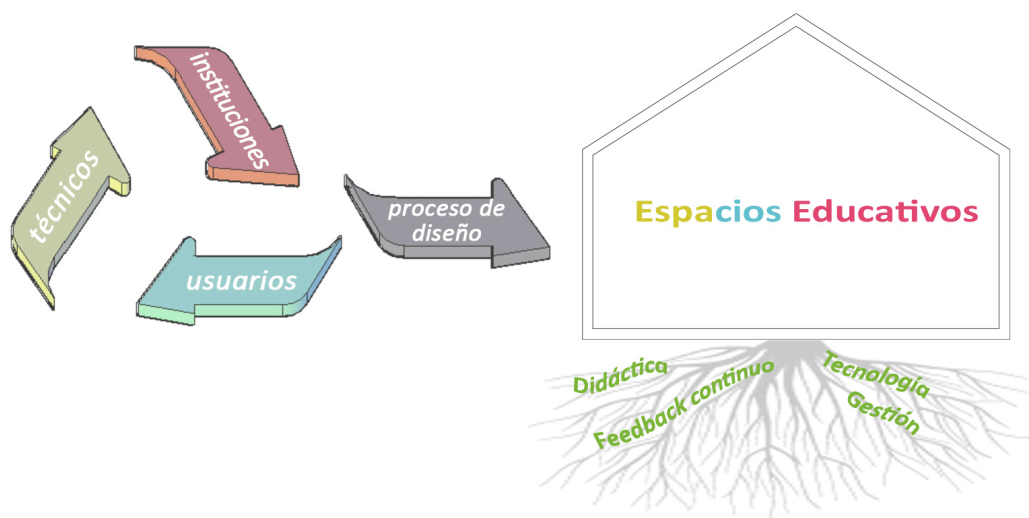 instituciones
técnicos
usuarios
proceso de
diseño
Espacios Educativos
Didáctica
Feedback continuo
Tecnología
Gestión